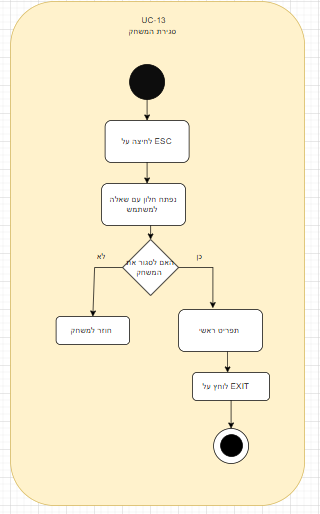 UC-13
סגירת המשחק
לחיצה על ESC
נפתח חלון עם שאלה
למשתמש
האם לסגור את
המשחק
לא
כן
חוזר למשחק
תפריט ראשי
לוחץ על EXIT